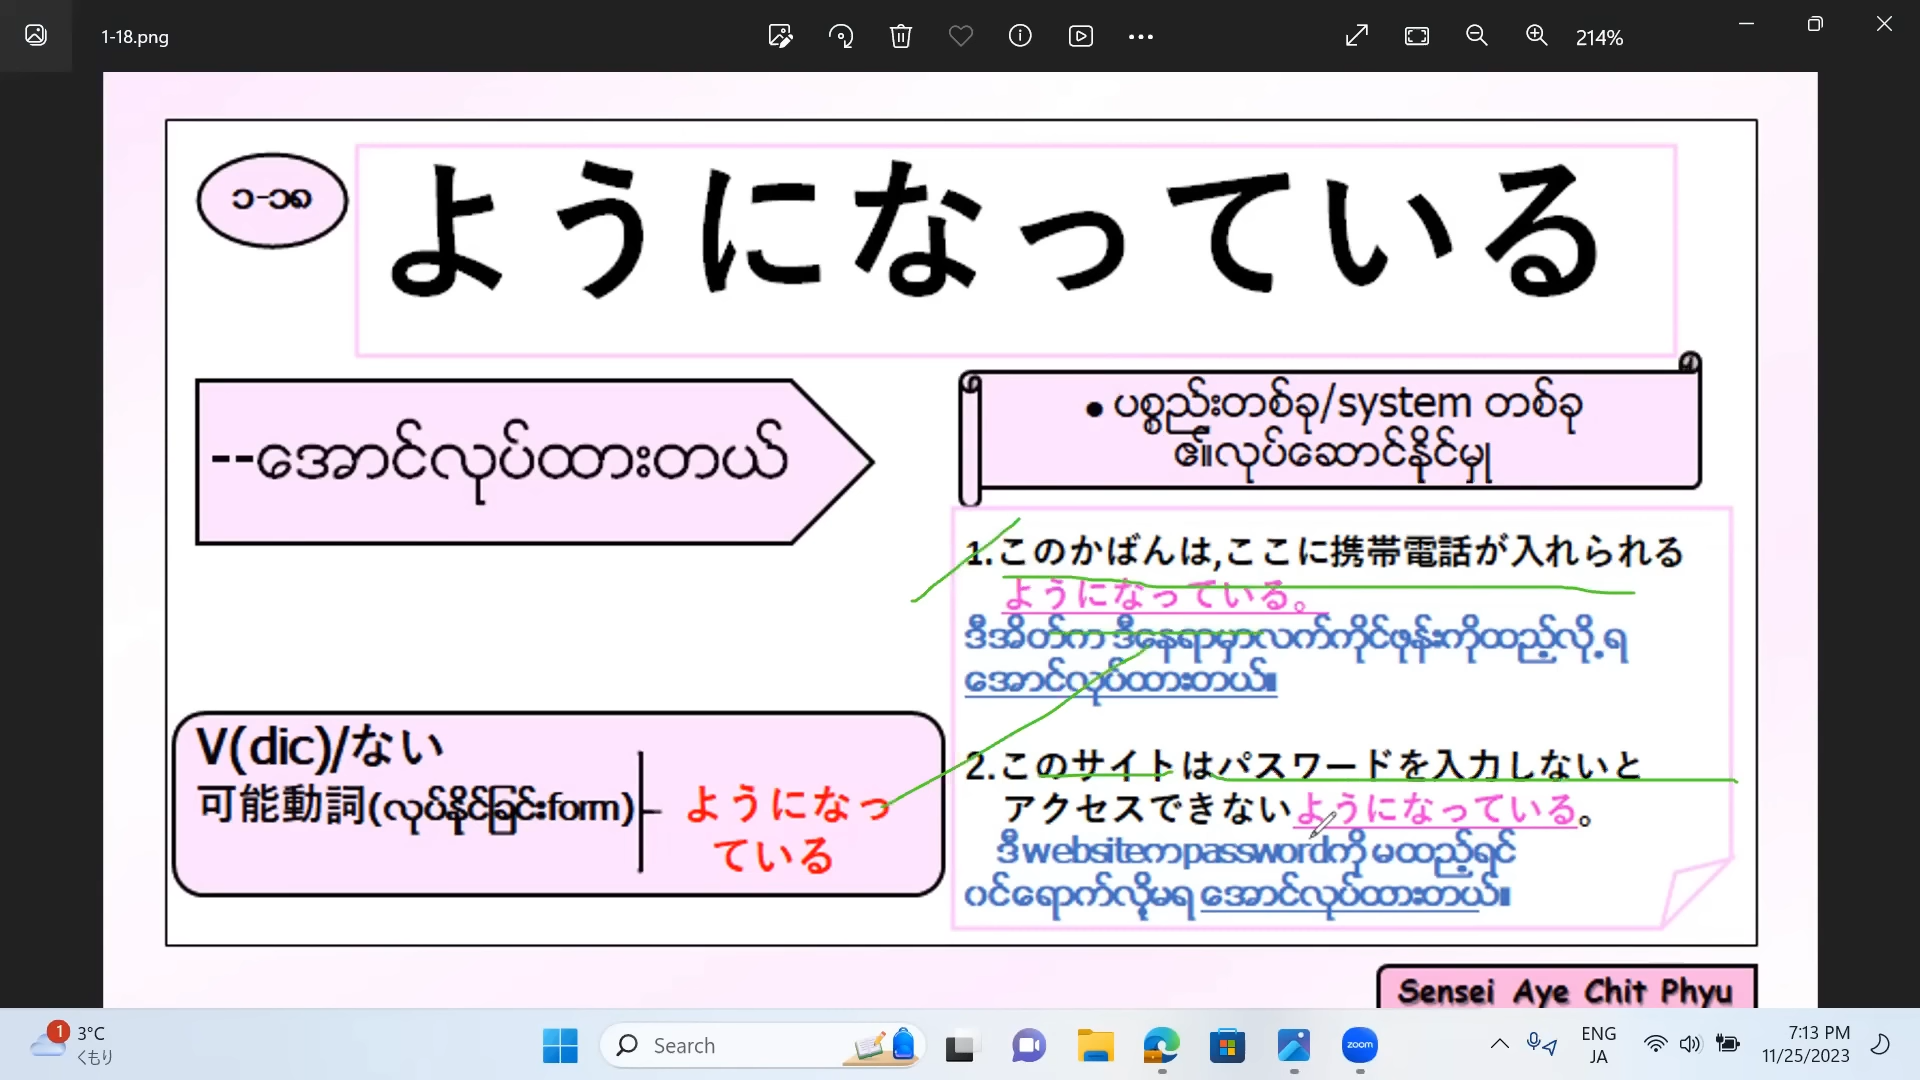 1-18.png
214%
၁-၁၈
ようになっている
--အောင်လုပ်ထားတယ်
• ပစ္စည်းတစ်ခု/system တစ်ခု
၏။လုပ်ဆောင်နိုင်မှု
1.このかばんは,ここに携帯電話が入れられる
ようになっている。
ဒီအိတ်က ဒီနေရာမှာလက်ကိုင်ဖုန်းကိုထည့်လို့ရ
အောင်လုပ်ထားတယ်။
2.このサイトはパスワードを入力しないと
アクセスできないようになっている。
ဒီwebsiteကpasswordကို မထည့်ရင်
ဝင်ရောက်လို့မရ အောင်လုပ်ထားတယ်။
V(dic)/ない
可能動詞(လုပ်နိုင်ခြင်းform)
ようになっ
ている
Sensei Aye Chit Phyu
1
3°C
くもり
Search
zoom
ENG
JA
7:13 PM
11/25/2023